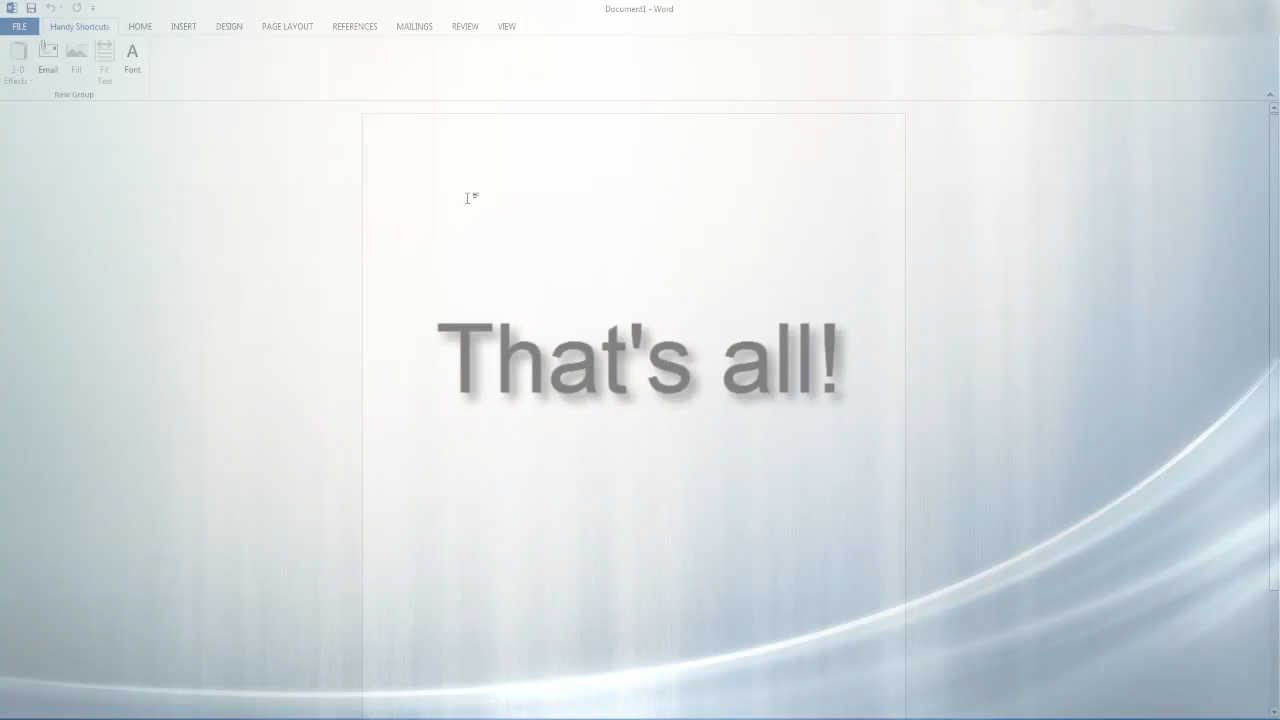 Document1 - Word
FILE Handy Shortcuts HOME INSERT DESIGN PAGE LAYOUT REFERENCES MAILINGS REVIEW VIEW
3-D Email Fill Fit Font
Effects Text
New Group
That's all!